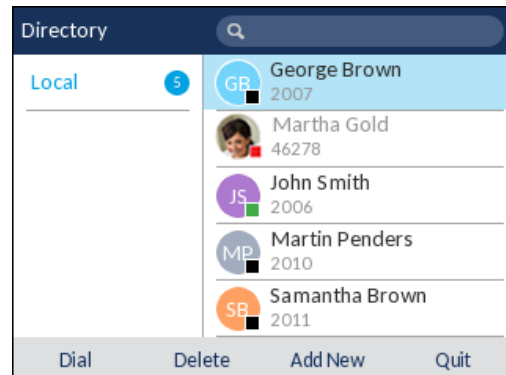 Directory
Local 5
GB George Brown
2007
Martha Gold
46278
JS John Smith
2006
MP Martin Penders
2010
SB Samantha Brown
2011
Dial Delete Add New Quit